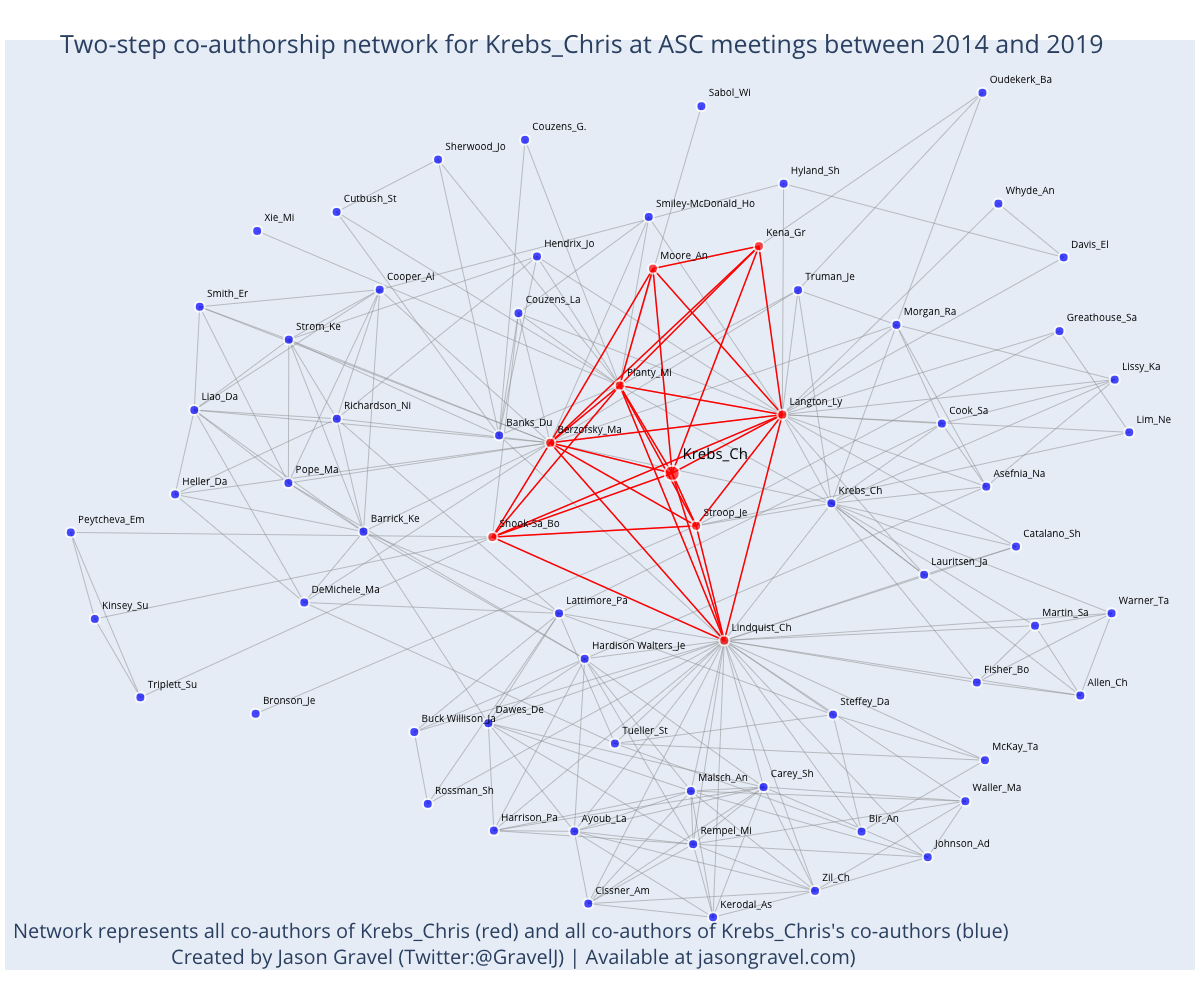 Two-step co-authorship network for Krebs_Chris at ASC meetings between 2014 and 2019
Oudekerk_Ba
Sabol_Wi
Couzens_G.
Sherwood_Jo
Hyland_Sh
Whyde_An
Cutbush_St
Smiley-McDonald_Ho
Xie_Mi
Kena_Gr
Hendrix_Jo
Davis_El
Moore_An
Cooper_Al
Truman_Je
Smith_Er
Couzens_La
Morgan_Ra
Greathouse_Sa
Strom_Ke
Lissy_Ka
Planty_Mi
Liao_Da
Richardson_Ni
Langton_Ly
Cook_Sa
Lim_Ne
Banks_Du
Berzofsky_Ma
Krebs_Ch
Pope_Ma
Asefnia_Na
Heller_Da
Krebs_Ch
Stroop_Je
Peytcheva_Em
Barrick_Ke
Shook-Sa_Bo
Catalano_Sh
Lauritsen_Ja
DeMichele_Ma
Lattimore_Pa
Kinsey_Su
Martin_Sa
Warner_Ta
Lindquist_Ch
Hardison Walters_Je
Fisher_Bo
Allen_Ch
Triplett_Su
Bronson_Je
Steffey_Da
Dawes_De
Buck Willison_Ja
Tueller_St
McKay_Ta
Malsch_An
Carey_Sh
Rossman_Sh
Waller_Ma
Harrison_Pa
Ayoub_La
Rempel_Mi
Bir_An
Johnson_Ad
Zil_Ch
Cissner_Am
Kerodal_As
Network represents all co-authors of Krebs_Chris (red) and all co-authors of Krebs_Chris's co-authors (blue)
Created by Jason Gravel (Twitter:@GravelJ) | Available at jasongravel.com)